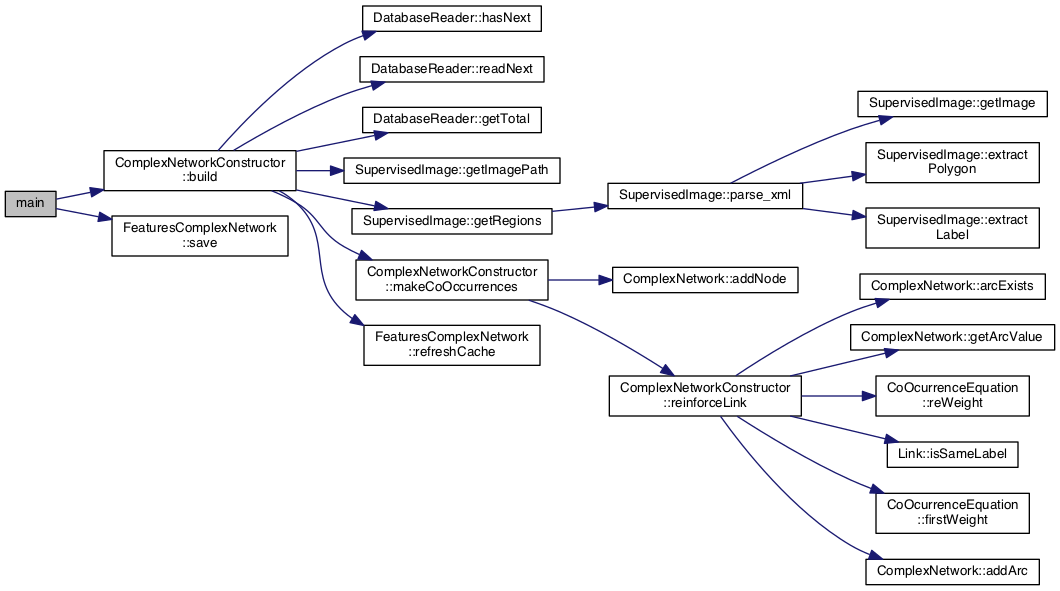 main
ComplexNetworkConstructor
::build
FeaturesComplexNetwork
::save
DatabaseReader::hasNext
DatabaseReader::readNext
DatabaseReader::getTotal
SupervisedImage::getImagePath
SupervisedImage::getRegions
ComplexNetworkConstructor
::makeCoOccurrences
FeaturesComplexNetwork
::refreshCache
SupervisedImage::parse_xml
ComplexNetwork::addNode
ComplexNetworkConstructor
::reinforceLink
SupervisedImage::getImage
SupervisedImage::extract
Polygon
SupervisedImage::extract
Label
ComplexNetwork::arcExists
ComplexNetwork::getArcValue
CoOcurrenceEquation
::reWeight
Link::isSameLabel
CoOcurrenceEquation
::firstWeight
ComplexNetwork::addArc